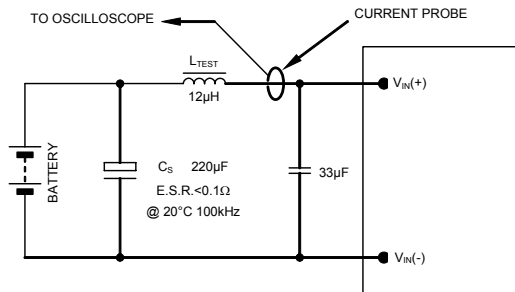 TO OSCILLOSCOPE
CURRENT PROBE
LTEST
12µH
VIN(+)
BATTERY
CS 220µF
E.S.R.<0.1Ω
@ 20°C 100kHz
33µF
VIN(-)